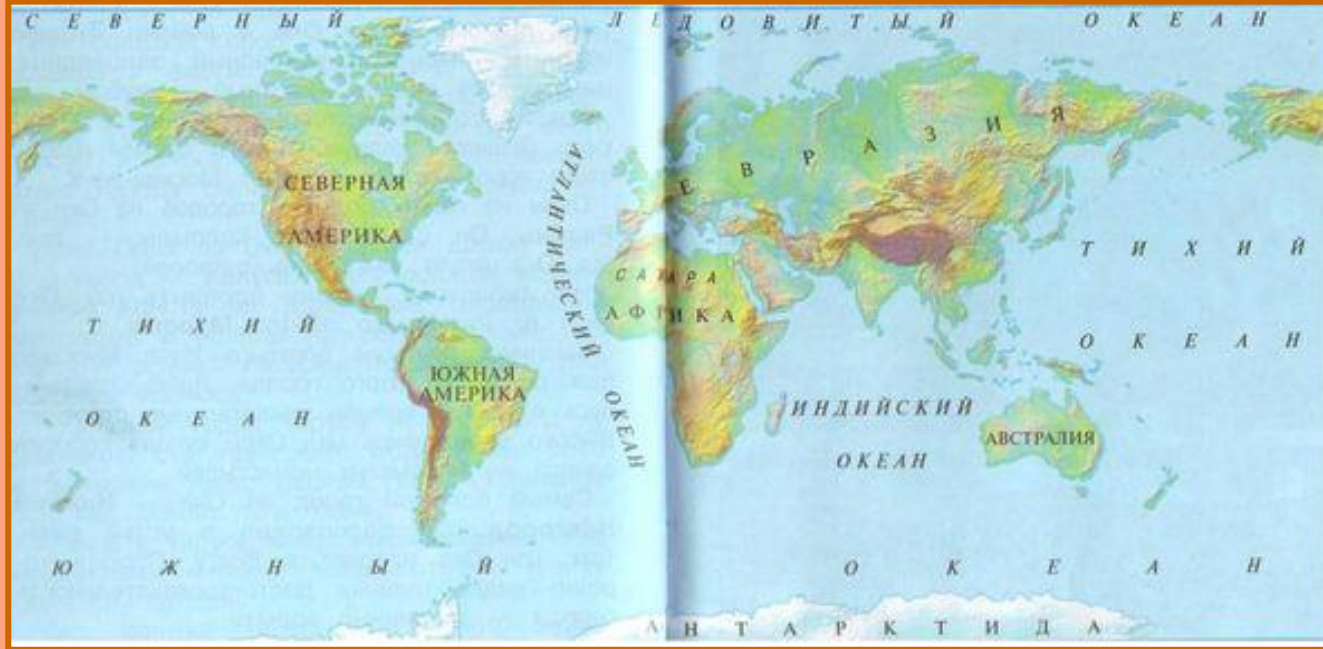 СЕВЕРНЫЙ ЛЕДОВИТЫЙ ОКЕАН
ЕВРАЗИЯ
СЕВЕРНАЯ
АМЕРИКА
АТЛАНТИЧЕСКИЙ ОКЕАН
САХАРА
АФРИКА
ТИХИЙ
ОКЕАН
ТИХИЙ
ОКЕАН
ЮЖНАЯ
АМЕРИКА
ИНДИЙСКИЙ
ОКЕАН
АВСТРАЛИЯ
ЮЖНЫЙ ОКЕАН
АНТАРКТИДА